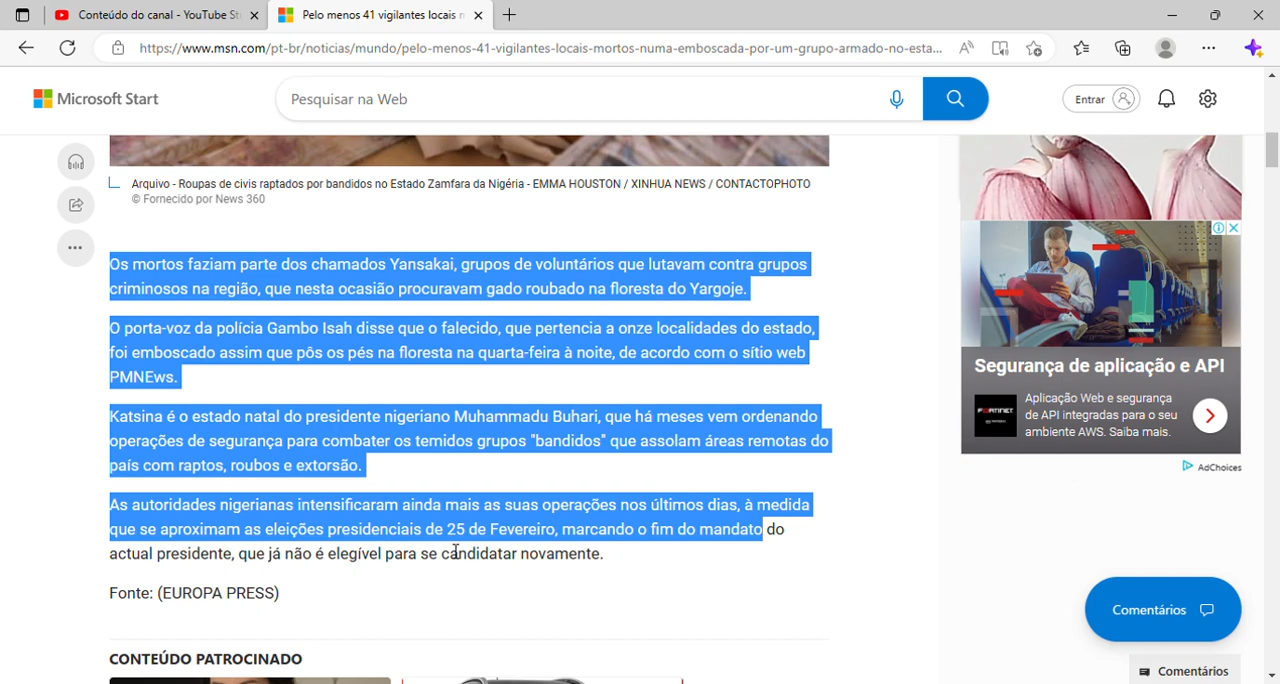 Conteúdo do canal - YouTube St
Pelo menos 41 vigilantes locais n
https://www.msn.com/pt-br/noticias/mundo/pelo-menos-41-vigilantes-locais-mortos-numa-emboscada-por-um-grupo-armado-no-esta...
Microsoft Start
Pesquisar na Web
Entrar
Arquivo - Roupas de civis raptados por bandidos no Estado Zamfara da Nigéria - EMMA HOUSTON / XINHUA NEWS / CONTACTOPHOTO
© Fornecido por News 360
Os mortos faziam parte dos chamados Yansakai, grupos de voluntários que lutavam contra grupos
criminosos na região, que nesta ocasião procuravam gado roubado na floresta do Yargoje.
O porta-voz da polícia Gambo Isah disse que o falecido, que pertencia a onze localidades do estado,
foi emboscado assim que pôs os pés na floresta na quarta-feira à noite, de acordo com o sítio web
PMNEws.
Katsina é o estado natal do presidente nigeriano Muhammadu Buhari, que há meses vem ordenando
operações de segurança para combater os temidos grupos "bandidos" que assolam áreas remotas do
país com raptos, roubos e extorsão.
As autoridades nigerianas intensificaram ainda mais as suas operações nos últimos dias, à medida
que se aproximam as eleições presidenciais de 25 de Fevereiro, marcando o fim do mandato do
actual presidente, que já não é elegível para se candidatar novamente.
Fonte: (EUROPA PRESS)
CONTEÚDO PATROCINADO
Segurança de aplicação e API
FORTINET
Aplicação Web e segurança
de API integradas para o seu
ambiente AWS. Saiba mais.
AdChoices
Comentários
Comentários